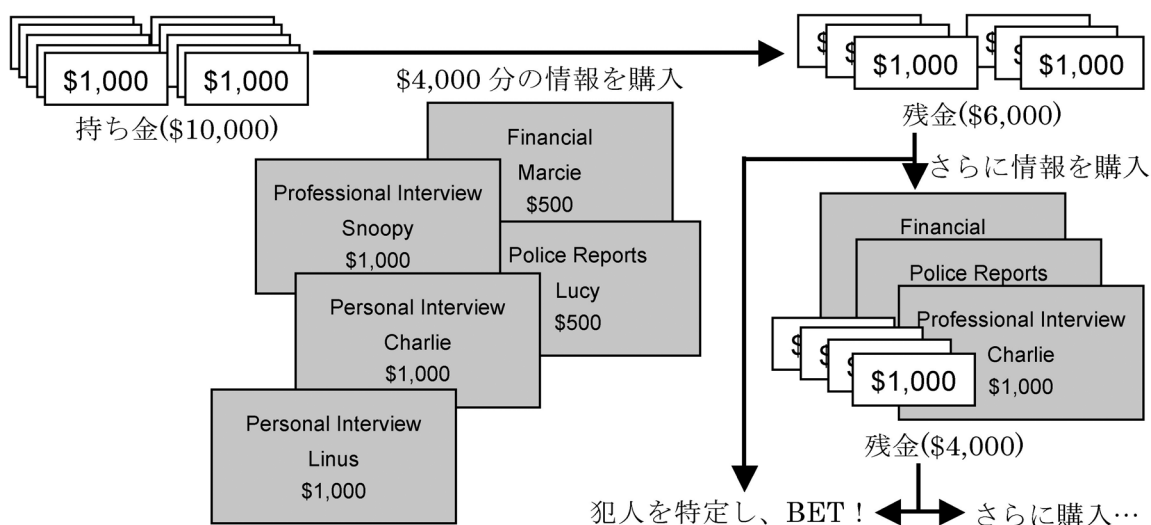 $1,000
$1,000
持ち金($10,000)
$4,000 分の情報を購入
$
$
$1,000
$
$
$1,000
残金($6,000)
Financial
Marcie
$500
Professional Interview
Snoopy
$1,000
Police Reports
Lucy
$500
Personal Interview
Charlie
$1,000
Personal Interview
Linus
$1,000
さらに情報を購入
Financial
Police Reports
Professional Interview
Charlie
$1,000
$
$
$
$1,000
残金($4,000)
犯人を特定し、BET!
さらに購入…